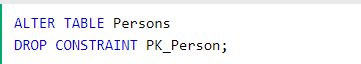 ALTER TABLE Persons
DROP CONSTRAINT PK_Person;